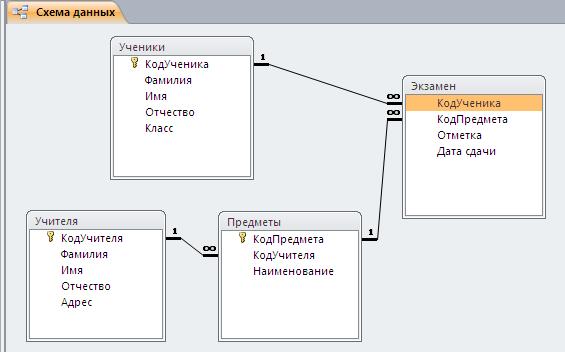 Схема данных
Ученики
КодУченика
Фамилия
Имя
Отчество
Класс
1
∞
∞
Экзамен
КодУченика
КодПредмета
Отметка
Дата сдачи
Учителя
КодУчителя
Фамилия
Имя
Отчество
Адрес
1
∞
Предметы
КодПредмета
КодУчителя
Наименование
1